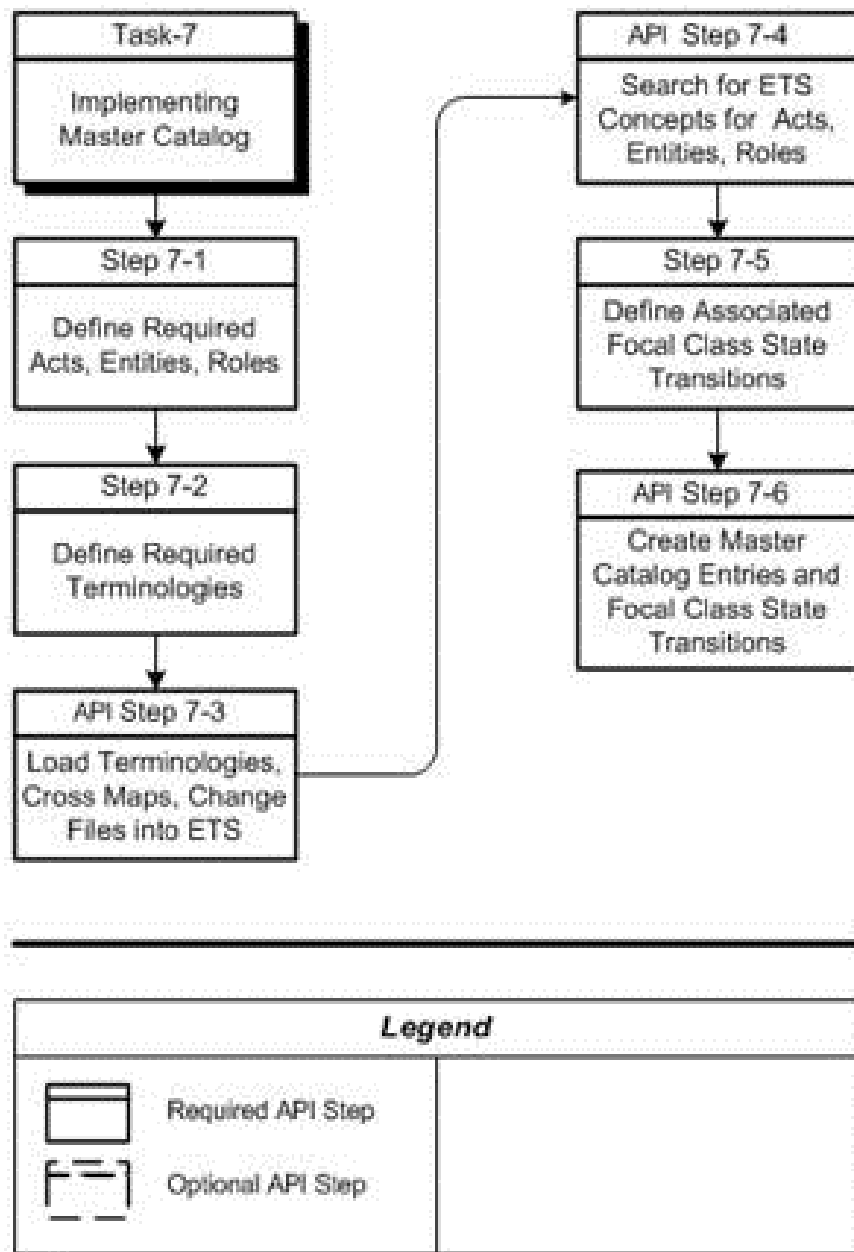 Task-7
Implementing
Master Catalog
Step 7-1
Define Required
Acts, Entities, Roles
Step 7-2
Define Required
Terminologies
API Step 7-3
Load Terminologies,
Cross Maps, Change
Files into ETS
API Step 7-4
Search for ETS
Concepts for Acts,
Entities, Roles
Step 7-5
Define Associated
Focal Class State
Transitions
API Step 7-6
Create Master
Catalog Entries and
Focal Class State
Transitions
Legend
Required API Step
Optional API Step